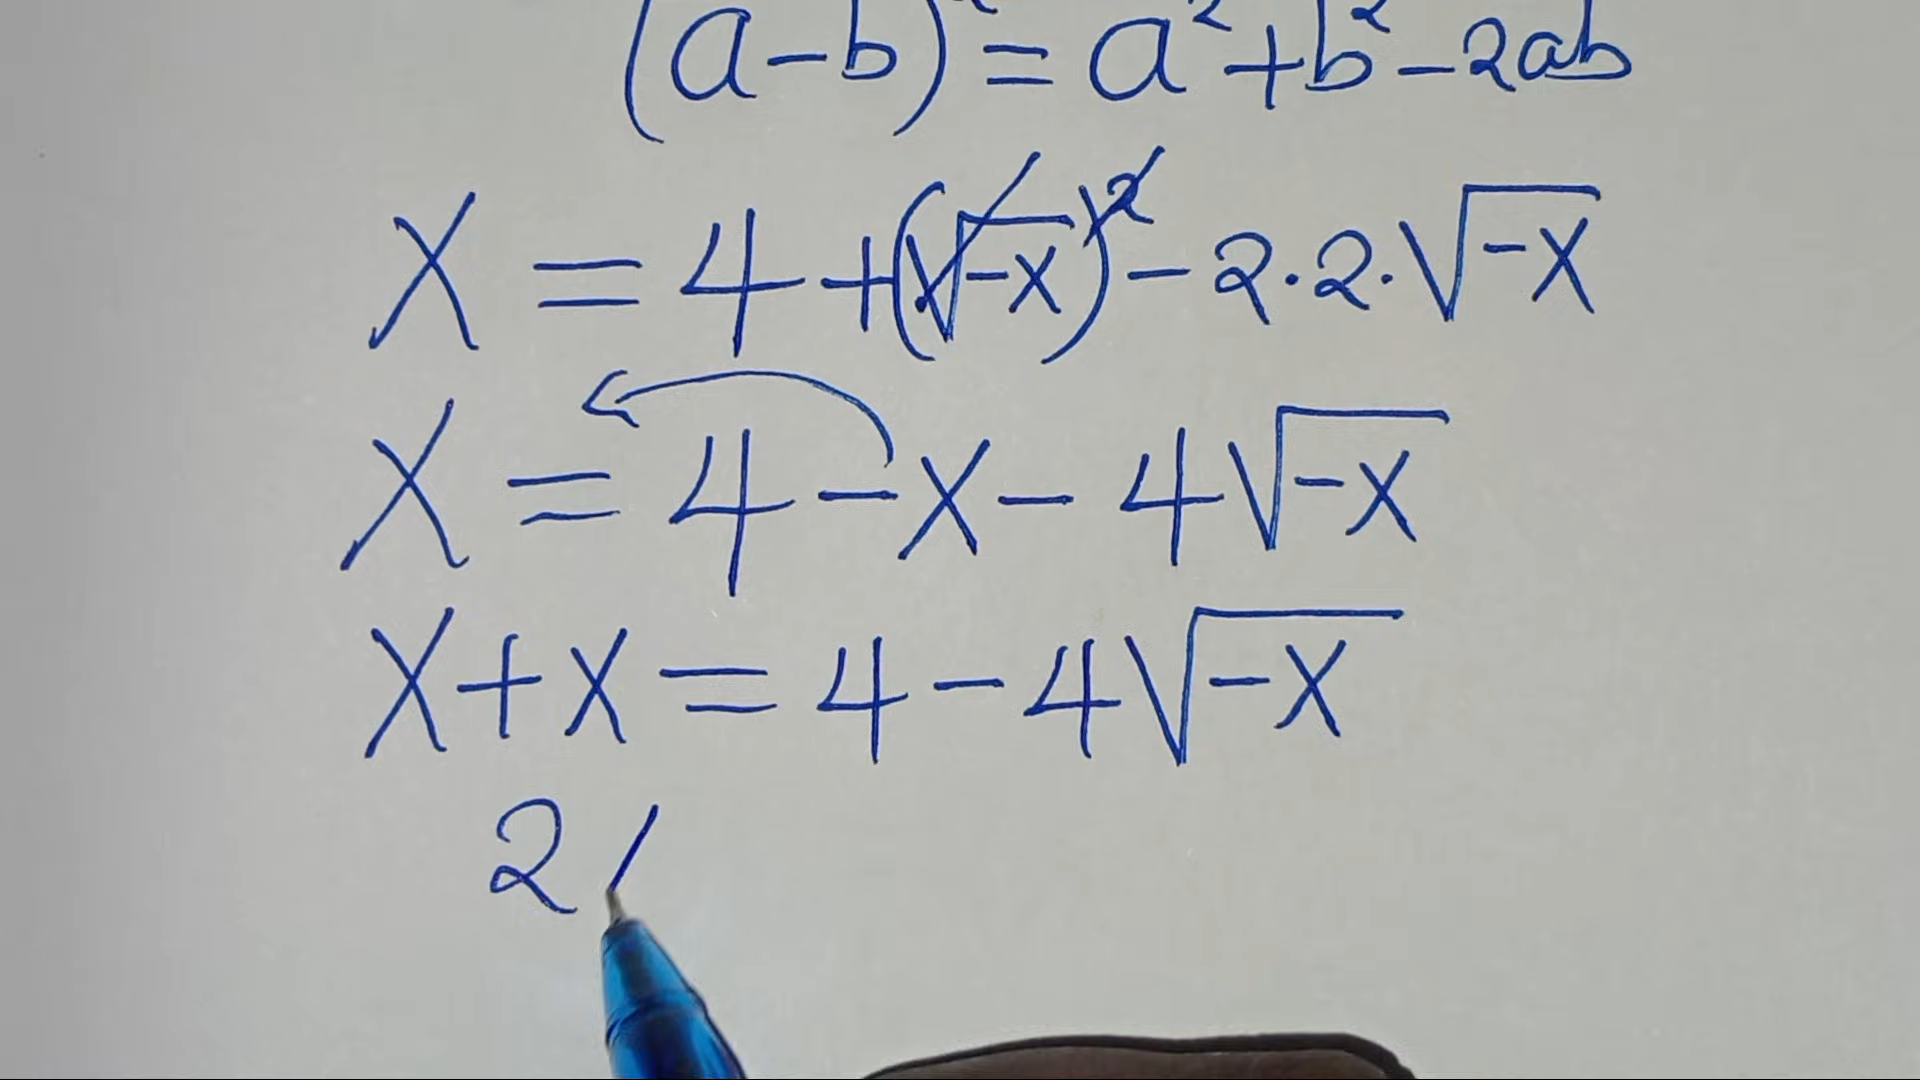 (a-b)² = a²+b²-2ab
X = 4+(√-x)²-2·2·√-x
X = 4-x-4√-x
X+x = 4-4√-x
2